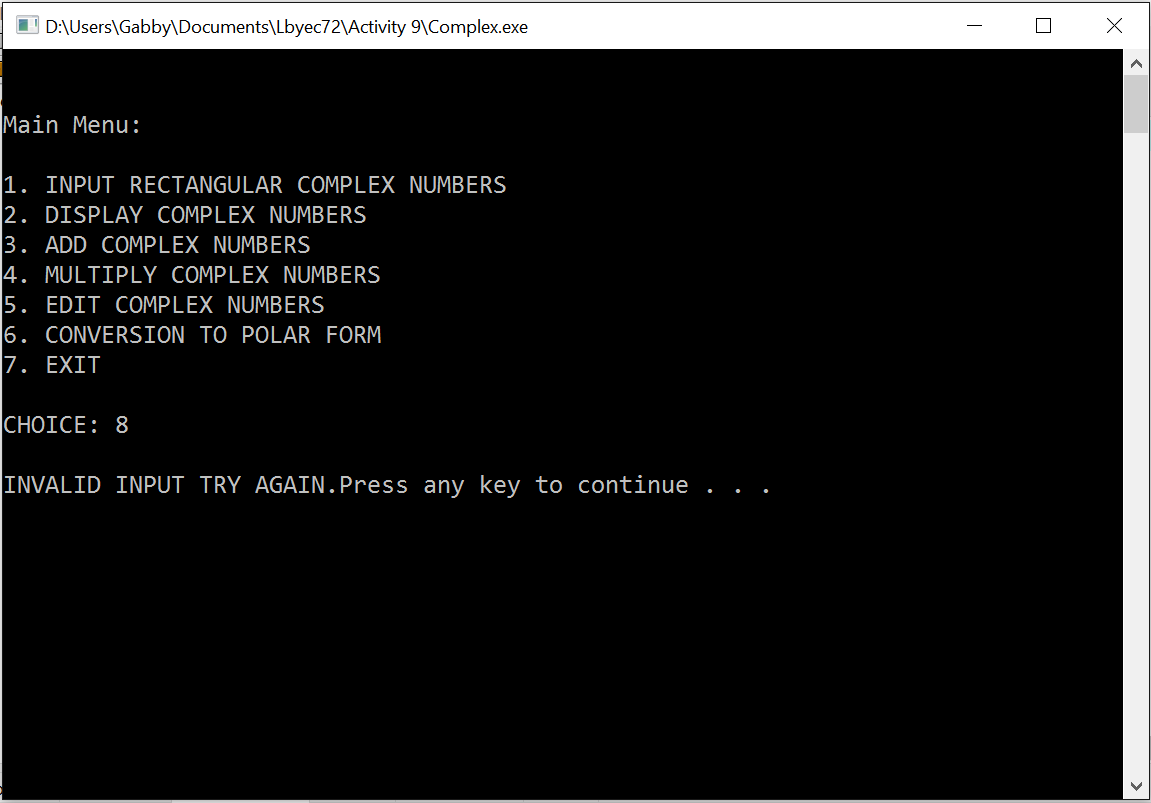 D:\Users\Gabby\Documents\Lbyec72\Activity 9\Complex.exe
Main Menu:
1. INPUT RECTANGULAR COMPLEX NUMBERS
2. DISPLAY COMPLEX NUMBERS
3. ADD COMPLEX NUMBERS
4. MULTIPLY COMPLEX NUMBERS
5. EDIT COMPLEX NUMBERS
6. CONVERSION TO POLAR FORM
7. EXIT
CHOICE: 8
INVALID INPUT TRY AGAIN.Press any key to continue . . .